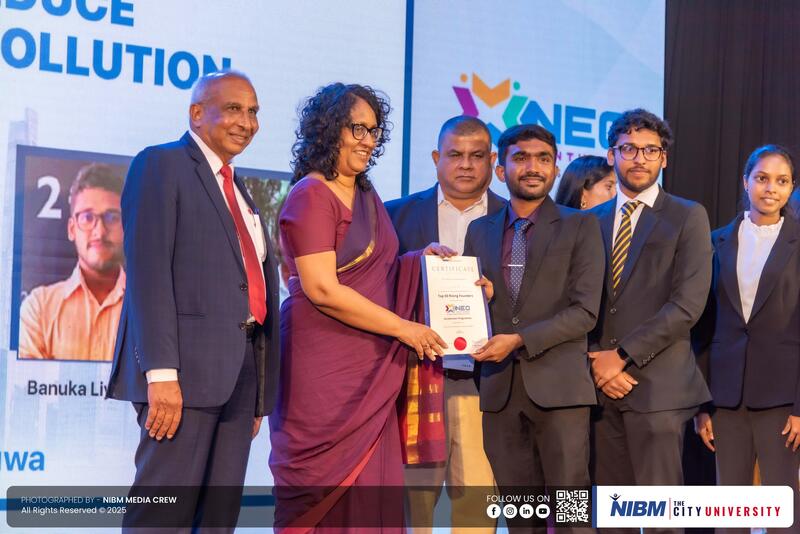 DUCE
OLLUTION
NEO
2
Banuka Li
wa
CERTIFICATE
Top 50 Rising Founders
NEO
PHOTOGRAPHED BY - NIBM MEDIA CREW
All Rights Reserved © 2025
FOLLOW US ON
NIBM THE CITY UNIVERSITY